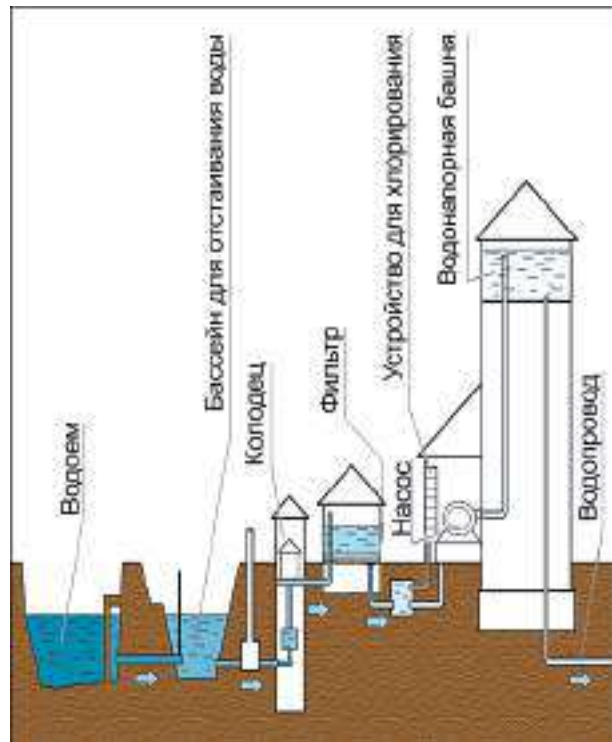 Водоем
Бассейн для отстаивания воды
Колодец
Фильтр
Насос
Устройство для хлорирования
Водонапорная башня
Водопровод